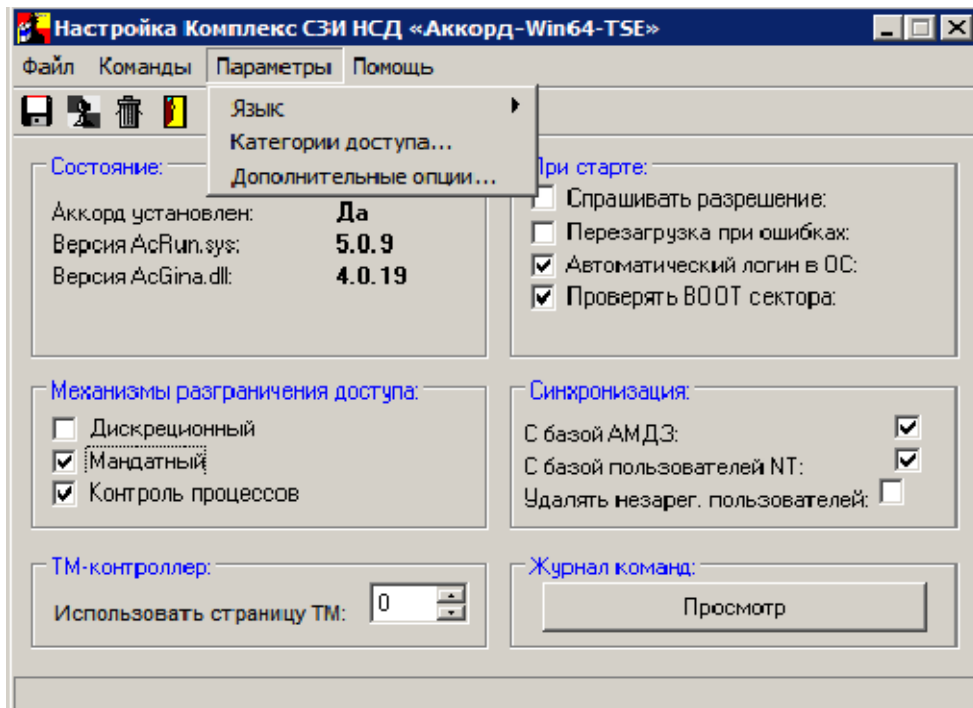 Настройка Комплекс СЗИ НСД «Аккорд-Win64-TSE»
Файл Команды Параметры Помощь
Язык
Категории доступа...
Дополнительные опции...
Состояние:
Аккорд установлен: Да
Версия AcRun.sys: 5.0.9
Версия AcGina.dll: 4.0.19
При старте:
Спрашивать разрешение:
Перезагрузка при ошибках:
Автоматический логин в ОС:
Проверять BOOT сектора:
Механизмы разграничения доступа:
Дискреционный
Мандатный
Контроль процессов
Синхронизация:
С базой АМДЗ:
С базой пользователей NT:
Удалять незарег. пользователей:
ТМ-контроллер:
Использовать страницу ТМ: 0
Журнал команд:
Просмотр